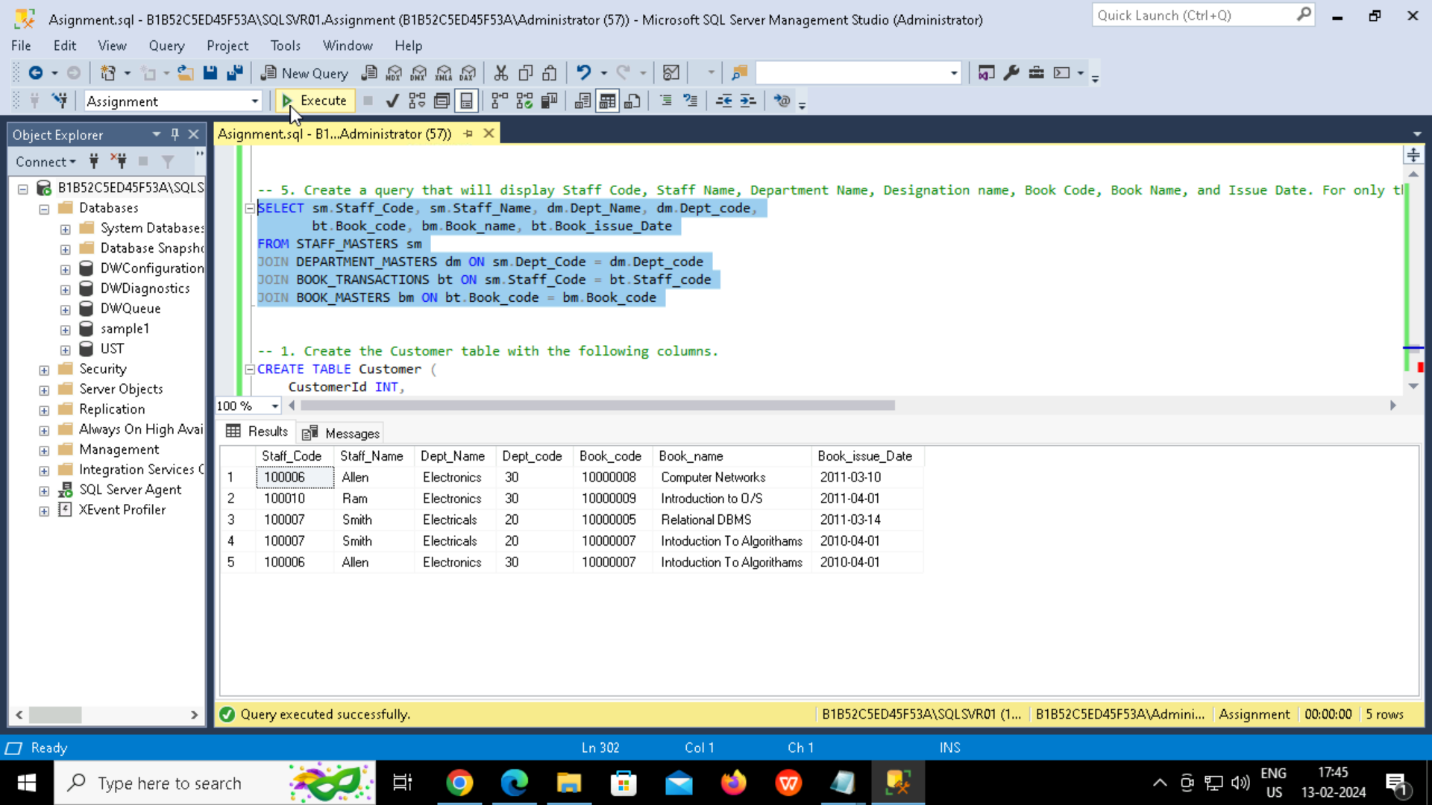 Assignment.sql - B1B52C5ED45F53A\SQLSVR01.Assignment (B1B52C5ED45F53A\Administrator (57)) - Microsoft SQL Server Management Studio (Administrator)
Quick Launch (Ctrl+Q)
File Edit View Query Project Tools Window Help
New Query
MDX DMX XMLA DAX
Assignment
Execute
Object Explorer
Asignment.sql - B1...Administrator (57))
Connect
B1B52C5ED45F53A\SQLS
Databases
System Databases
Database Snapsho
DWConfiguration
DWDiagnostics
DWQueue
sample1
UST
Security
Server Objects
Replication
Always On High Avai
Management
Integration Services C
SQL Server Agent
XEvent Profiler
-- 5. Create a query that will display Staff Code, Staff Name, Department Name, Designation name, Book Code, Book Name, and Issue Date. For only th
SELECT sm.Staff_Code, sm.Staff_Name, dm.Dept_Name, dm.Dept_code,
bt.Book_code, bm.Book_name, bt.Book_issue_Date
FROM STAFF_MASTERS sm
JOIN DEPARTMENT_MASTERS dm ON sm.Dept_Code = dm.Dept_code
JOIN BOOK_TRANSACTIONS bt ON sm.Staff_Code = bt.Staff_code
JOIN BOOK_MASTERS bm ON bt.Book_code = bm.Book_code
-- 1. Create the Customer table with the following columns.
CREATE TABLE Customer (
CustomerId INT,
100 %
Results Messages
Staff_Code Staff_Name Dept_Name Dept_code Book_code Book_name Book_issue_Date
1 100006 Allen Electronics 30 10000008 Computer Networks 2011-03-10
2 100010 Ram Electronics 30 10000009 Introduction to O/S 2011-04-01
3 100007 Smith Electricals 20 10000005 Relational DBMS 2011-03-14
4 100007 Smith Electricals 20 10000007 Intoduction To Algorithams 2010-04-01
5 100006 Allen Electronics 30 10000007 Intoduction To Algorithams 2010-04-01
Query executed successfully.
B1B52C5ED45F53A\SQLSVR01 (1... B1B52C5ED45F53A\Admini... Assignment 00:00:00 5 rows
Ready Ln 302 Col 1 Ch 1 INS
Type here to search
ENG
US
17:45
13-02-2024
1